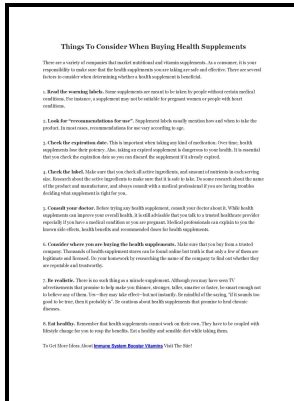 Things To Consider When Buying Health Supplements
There are a variety of companies that market nutritional and vitamin supplements. As a consumer, it is your
responsibility to make sure that the health supplements you are taking are safe and effective. There are several
factors to consider when determining whether a health supplement is beneficial.
1. Read the warning labels. Some supplements are meant to be taken by people without certain medical
conditions. For instance, a supplement may not be suitable for pregnant women or people with heart
conditions.
2. Look for "recommendations for use". Supplement labels usually mention how and when to take the
product. In most cases, recommendations for use vary according to age.
3. Check the expiration date. This is important when taking any kind of medication. Over time, health
supplements lose their potency. Also, taking an expired supplement is dangerous to your health. It is essential
that you check the expiration date so you can discard the supplement if it already expired.
4. Check the label. Make sure that you check all active ingredients, and amount of nutrients in each serving
size. Research about the active ingredients to make sure that it is safe to take. Do some research about the name
of the product and manufacturer, and always consult with a medical professional if you are having troubles
deciding what supplement is right for you.
5. Consult your doctor. Before trying any health supplement, consult your doctor about it. While health
supplements can improve your overall health, it is still advisable that you talk to a trusted healthcare provider
especially if you have a medical condition or you are pregnant. Medical professionals can explain to you the
known side effects, health benefits and recommended doses for health supplements.
6. Consider where you are buying the health supplements. Make sure that you buy from a trusted
company. Thousands of health supplement stores can be found online but truth is that only a few of them are
legitimate and licensed. Do your homework by researching the name of the company to find out whether they
are reputable and trustworthy.
7. Be realistic. There is no such thing as a miracle supplement. Although you may have seen TV
advertisements that promise to help make you thinner, stronger, taller, smarter or faster, be smart enough not
to believe any of them. Yes—they may take effect—but not instantly. Be mindful of the saying, "if it sounds too
good to be true, then it probably is". Be cautious about health supplements that promise to heal chronic
diseases.
8. Eat healthy. Remember that health supplements cannot work on their own. They have to be coupled with
lifestyle change for you to reap the benefits. Eat a healthy and sensible diet while taking them.
To Get More Ideas About Immune System Booster Vitamins Visit The Site!